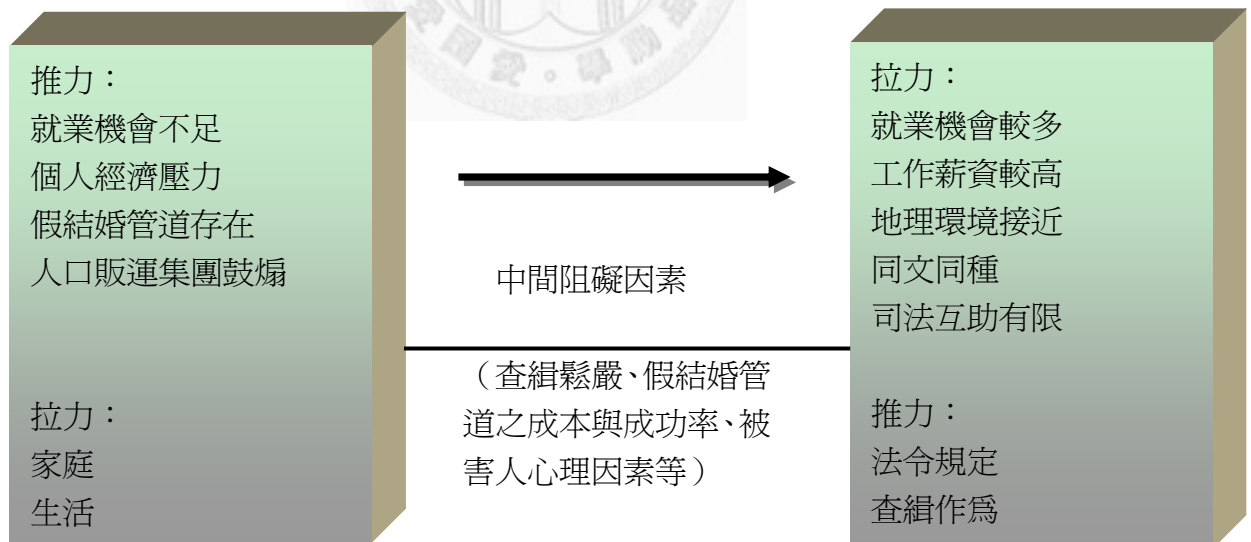 推力：
就業機會不足
個人經濟壓力
假結婚管道存在
人口販運集團鼓煽
拉力：
家庭
生活
中間阻礙因素
（查緝鬆嚴、假結婚管
道之成本與成功率、被
害人心理因素等）
拉力：
就業機會較多
工作薪資較高
地理環境接近
同文同種
司法互助有限
推力：
法令規定
查緝作爲